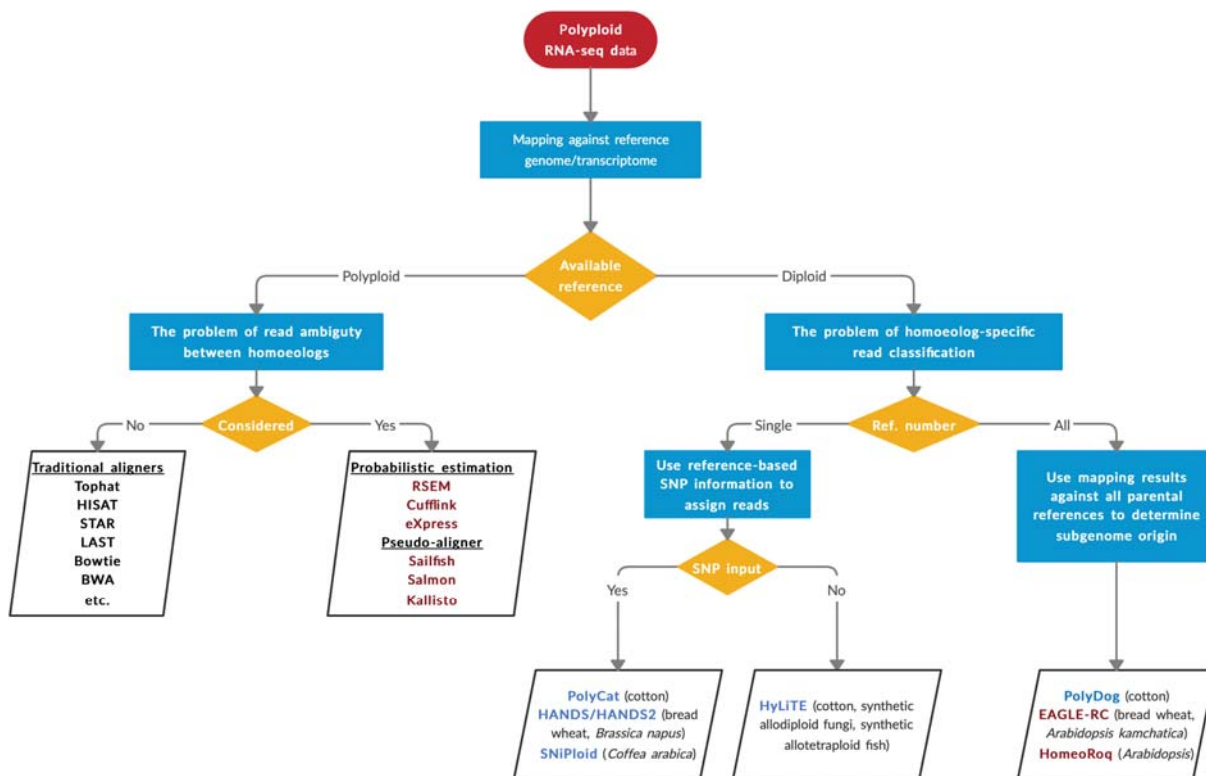 Polyploid
RNA-seq data
Mapping against reference
genome/transcriptome
Available
reference
Polyploid
Diploid
The problem of read ambiguty
between homoeologs
The problem of homoeolog-specific
read classification
No
Considered
Yes
Single
Ref. number
All
Traditional aligners
Tophat
HISAT
STAR
LAST
Bowtie
BWA
etc.
Probabilistic estimation
RSEM
Cufflink
eXpress
Pseudo-aligner
Sailfish
Salmon
Kallisto
Use reference-based
SNP information to
assign reads
Use mapping results
against all parental
references to determine
subgenome origin
SNP input
Yes
No
PolyCat (cotton)
HANDS/HANDS2 (bread
wheat, Brassica napus)
SNiPloid (Coffea arabica)
HyLiTE (cotton, synthetic
allodiploid fungi, synthetic
allotetraploid fish)
PolyDog (cotton)
EAGLE-RC (bread wheat,
Arabidopsis kamchatica)
HomeoRoq (Arabidopsis)